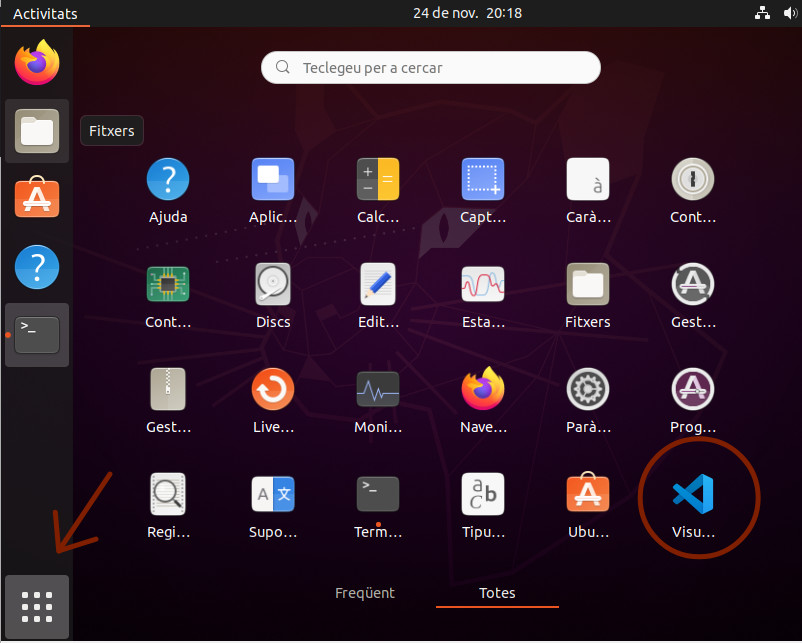 Activitats
24 de nov.  20:18
Teclegeu per a cercar
Fitxers
Ajuda
Aplic...
Calc...
Capt...
Carà...
Cont...
Cont...
Discs
Edit...
Esta...
Fitxers
Gest...
Gest...
Live...
Moni...
Nave...
Parà...
Prog...
Regi...
Supo...
Term...
Tipu...
Ubu...
Visu...
Freqüent
Totes